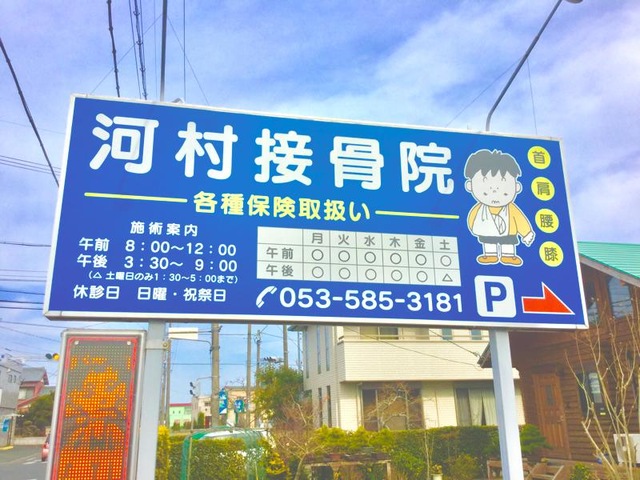 河村接骨院
各種保険取扱い
施術案内
午前 8:00〜12:00
午後 3:30〜 9:00
(△土曜日のみ1:30〜5:00まで)
休診日 日曜・祝祭日
月 火 水 木 金 土
午前 ○ ○ ○ ○ ○ ○
午後 ○ ○ ○ ○ ○ △
053-585-3181
P
首
肩
腰
膝